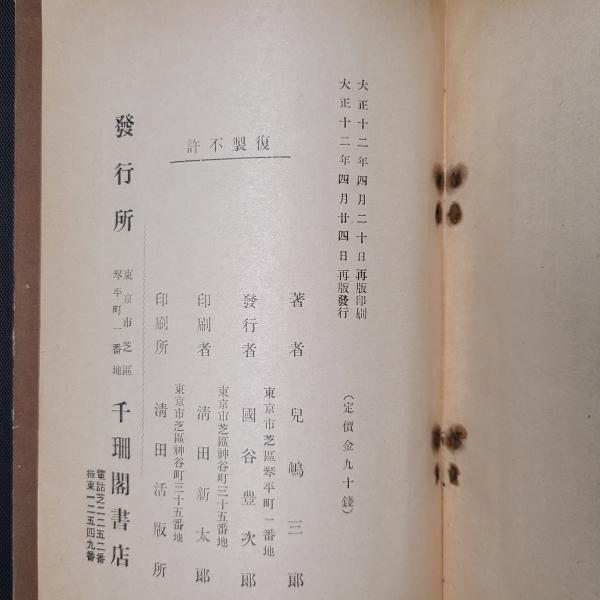 大正十二年四月二十日再版印刷
大正十二年四月廿四日再版發行
(定價金九十錢)
許不製復
著者 兒嶋三郎
東京市芝區琴平町一番地
發行者 國谷豊次郎
東京市芝區神谷町三十五番地
印刷者 淸田新太郎
東京市芝區神谷町三十五番地
印刷所 淸田活版所
發行所 東京市芝區琴平町一番地 千珊閣書店
電話芝二二五二番
振東一二五四九番